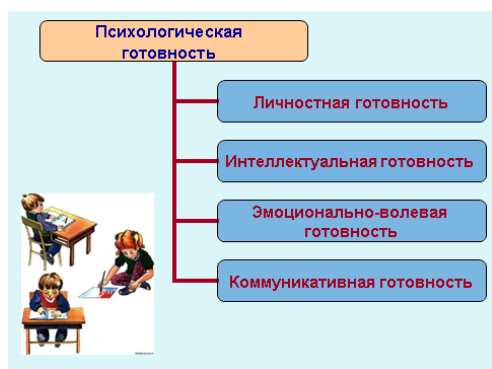 Психологическая
готовность
Личностная готовность
Интеллектуальная готовность
Эмоционально-волевая
готовность
Коммуникативная готовность